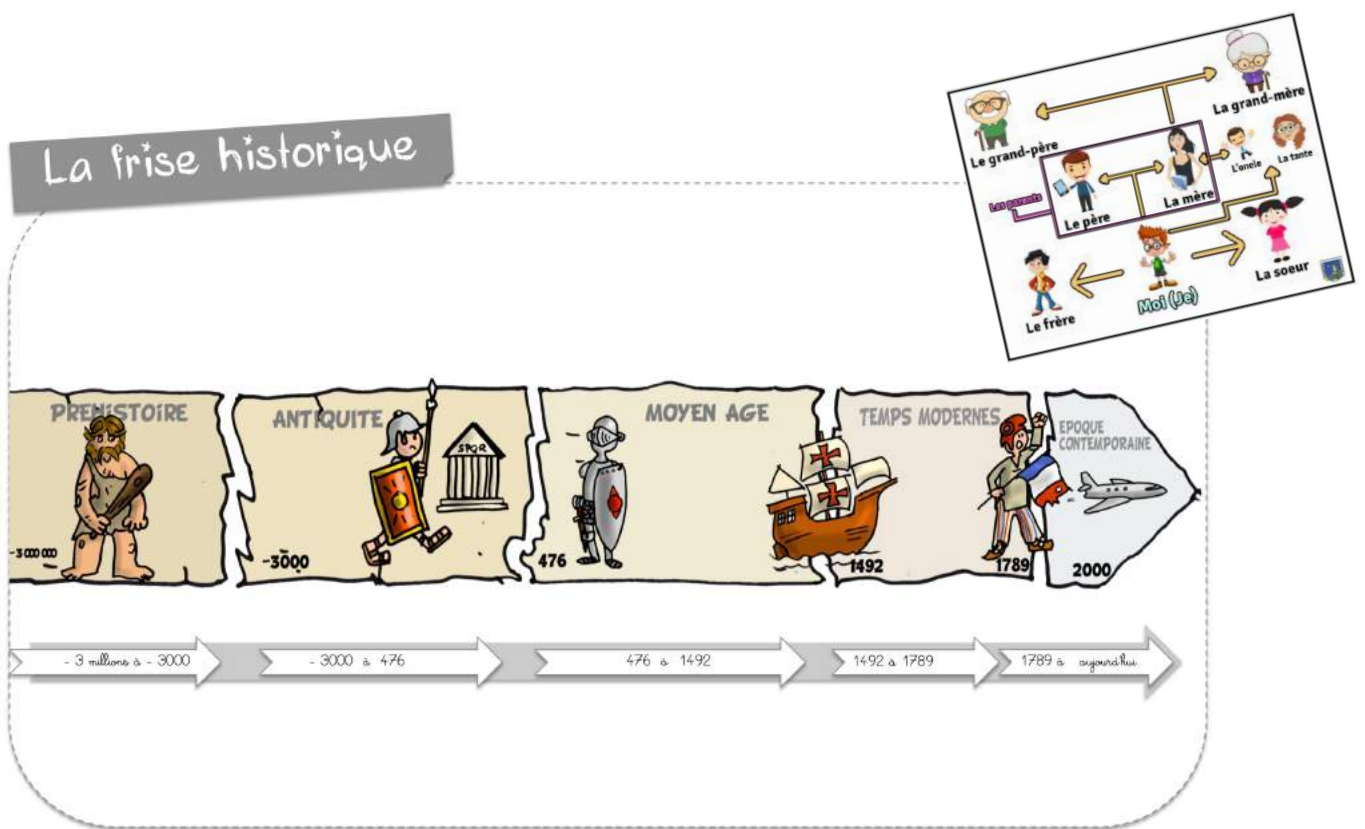 La frise historique
La grand-mère
Le grand-père
L'oncle
La tante
Les parents
La mère
Le père
La soeur
Le frère
Moi (Je)
PREHISTOIRE
ANTIQUITE
MOYEN AGE
TEMPS MODERNES
EPOQUE
CONTEMPORAINE
SPQR
-3 000 000
-3000
476
1492
1789
2000
- 3 millions à - 3000
- 3000 à 476
476 à 1492
1492 à 1789
1789 à aujourd'hui